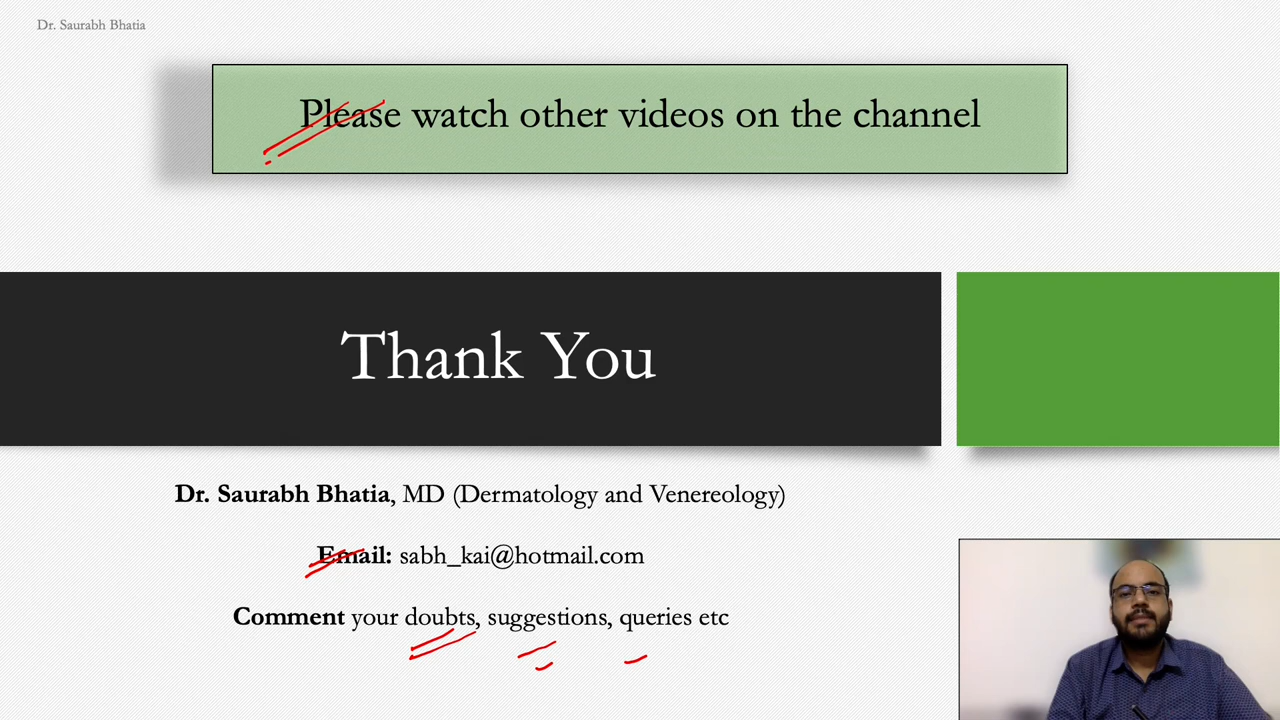 Dr. Saurabh Bhatia
Please watch other videos on the channel
Thank You
Dr. Saurabh Bhatia, MD (Dermatology and Venereology)
Email: sabh_kai@hotmail.com
Comment your doubts, suggestions, queries etc